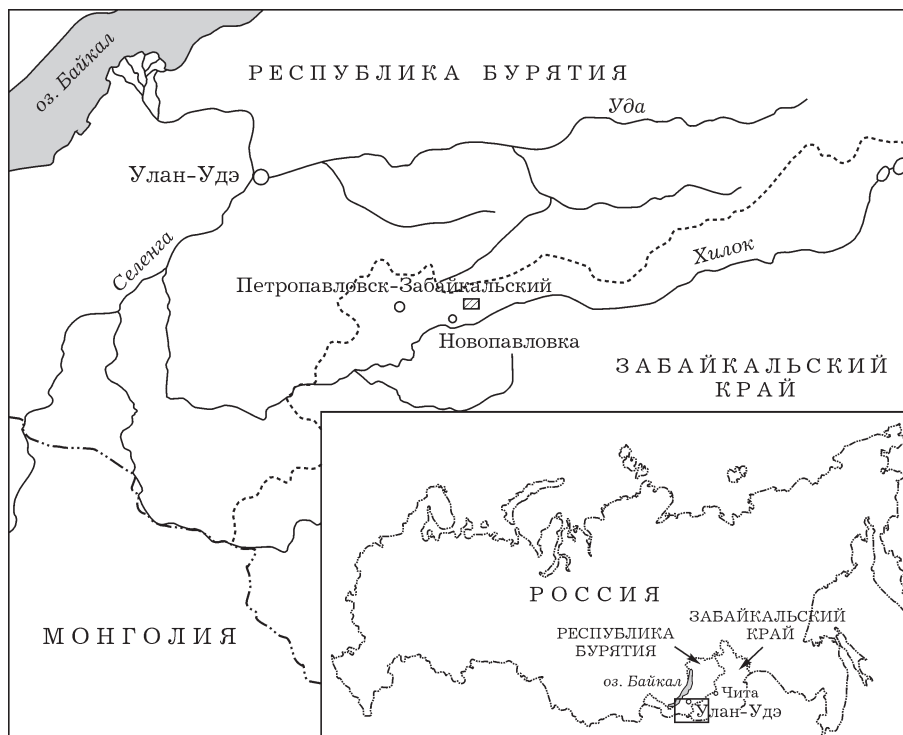 оз. Байкал
РЕСПУБЛИКА БУРЯТИЯ
Уда
Улан-Удэ
Селенга
Хилок
Петропавловск-Забайкальский
Новопавловка
ЗАБАЙКАЛЬСКИЙ
КРАЙ
МОНГОЛИЯ
РОССИЯ
РЕСПУБЛИКА
БУРЯТИЯ
ЗАБАЙКАЛЬСКИЙ
КРАЙ
оз. Байкал
Чита
Улан-Удэ